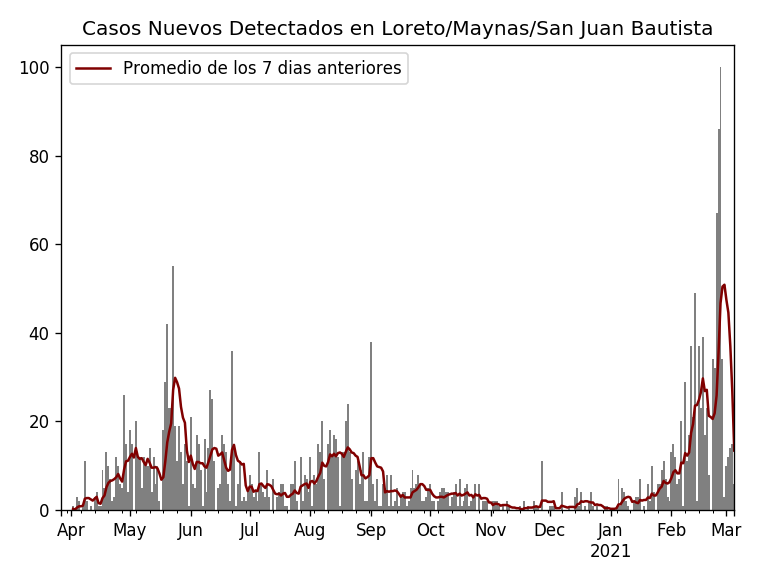 Casos Nuevos Detectados en Loreto/Maynas/San Juan Bautista
Promedio de los 7 dias anteriores
100
80
60
40
20
0
Apr May Jun Jul Aug Sep Oct Nov Dec Jan Feb Mar
2021